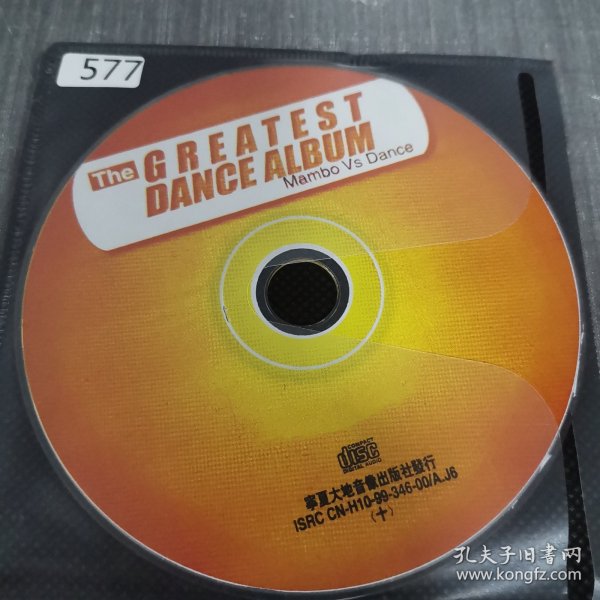 577
The GREATEST
DANCE ALBUM
Mambo Vs Dance
COMPACT
disc
DIGITAL AUDIO
寧夏大地音像出版社發行
ISRC CN-H10-99-346-00/A.J6
(十)
孔夫子旧书网
www.kongfz.com